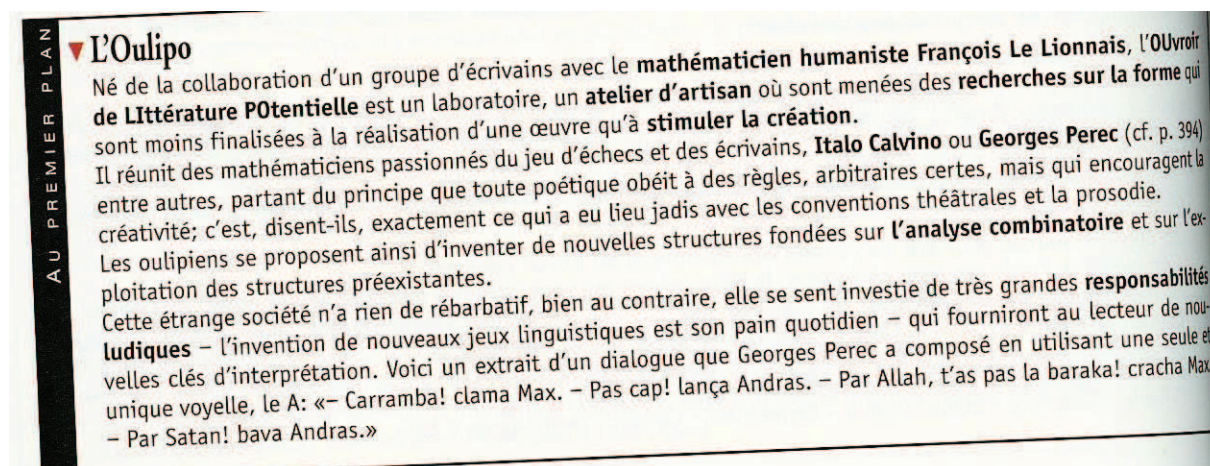 AU PREMIER PLAN
L'Oulipo
Né de la collaboration d'un groupe d'écrivains avec le mathématicien humaniste François Le Lionnais, l'OUvroir
de LIttérature POtentielle est un laboratoire, un atelier d'artisan où sont menées des recherches sur la forme qui
sont moins finalisées à la réalisation d'une œuvre qu'à stimuler la création.
Il réunit des mathématiciens passionnés du jeu d'échecs et des écrivains, Italo Calvino ou Georges Perec (cf. p. 394)
entre autres, partant du principe que toute poétique obéit à des règles, arbitraires certes, mais qui encouragent la
créativité; c'est, disent-ils, exactement ce qui a eu lieu jadis avec les conventions théâtrales et la prosodie.
Les oulipiens se proposent ainsi d'inventer de nouvelles structures fondées sur l'analyse combinatoire et sur l'ex-
ploitation des structures préexistantes.
Cette étrange société n'a rien de rébarbatif, bien au contraire, elle se sent investie de très grandes responsabilités
ludiques – l'invention de nouveaux jeux linguistiques est son pain quotidien – qui fourniront au lecteur de nou-
velles clés d'interprétation. Voici un extrait d'un dialogue que Georges Perec a composé en utilisant une seule et
unique voyelle, le A: «– Carramba! clama Max. – Pas cap! lança Andras. – Par Allah, t'as pas la baraka! cracha Max
– Par Satan! bava Andras.»